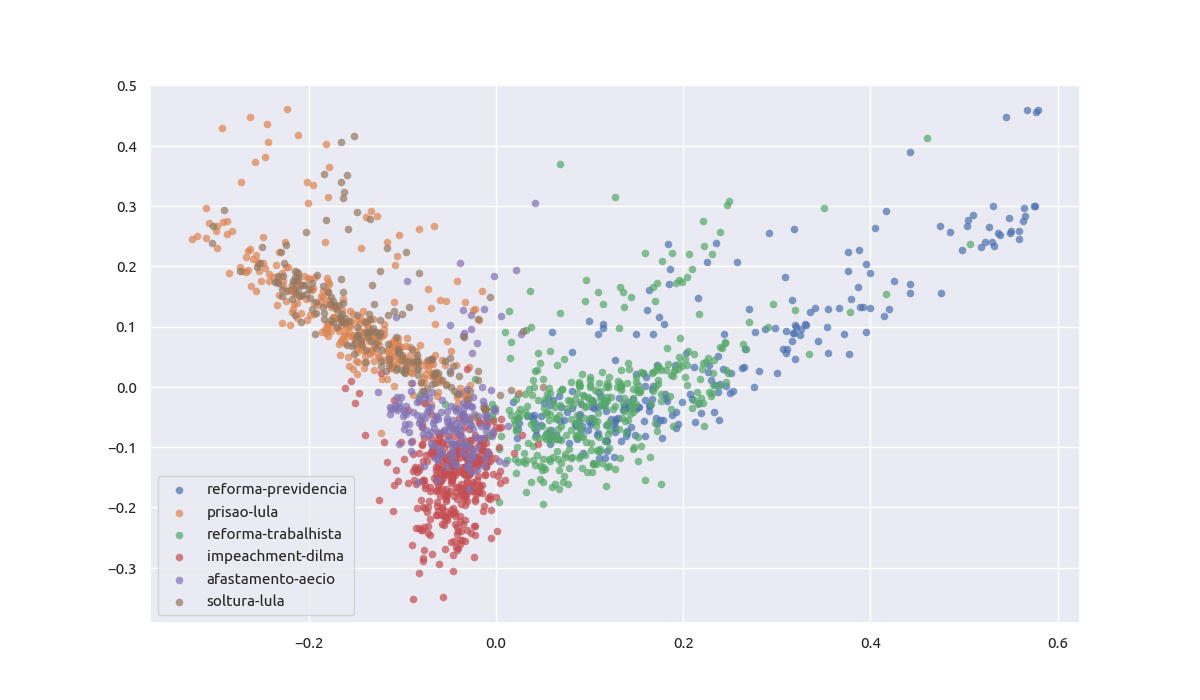 0.5
0.4
0.3
0.2
0.1
0.0
−0.1
−0.2
−0.3
reforma-previdencia
prisao-lula
reforma-trabalhista
impeachment-dilma
afastamento-aecio
soltura-lula
−0.2 0.0 0.2 0.4 0.6